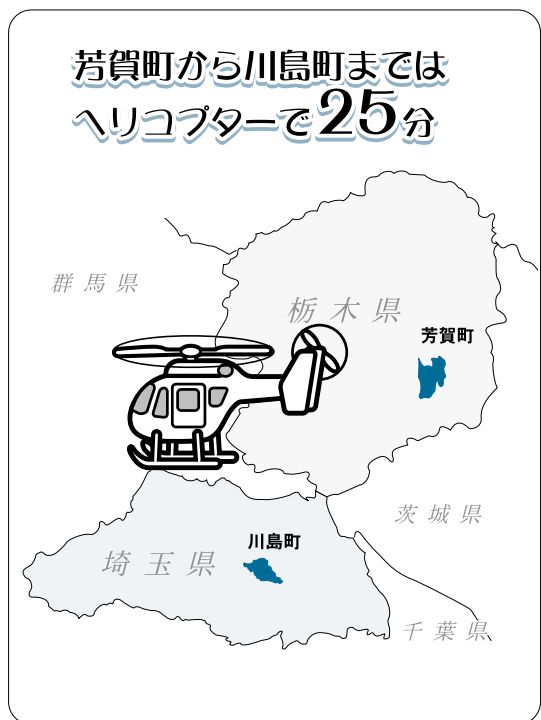 芳賀町から川島町までは
ヘリコプターで25分
群馬県
栃木県
芳賀町
茨城県
川島町
埼玉県
千葉県